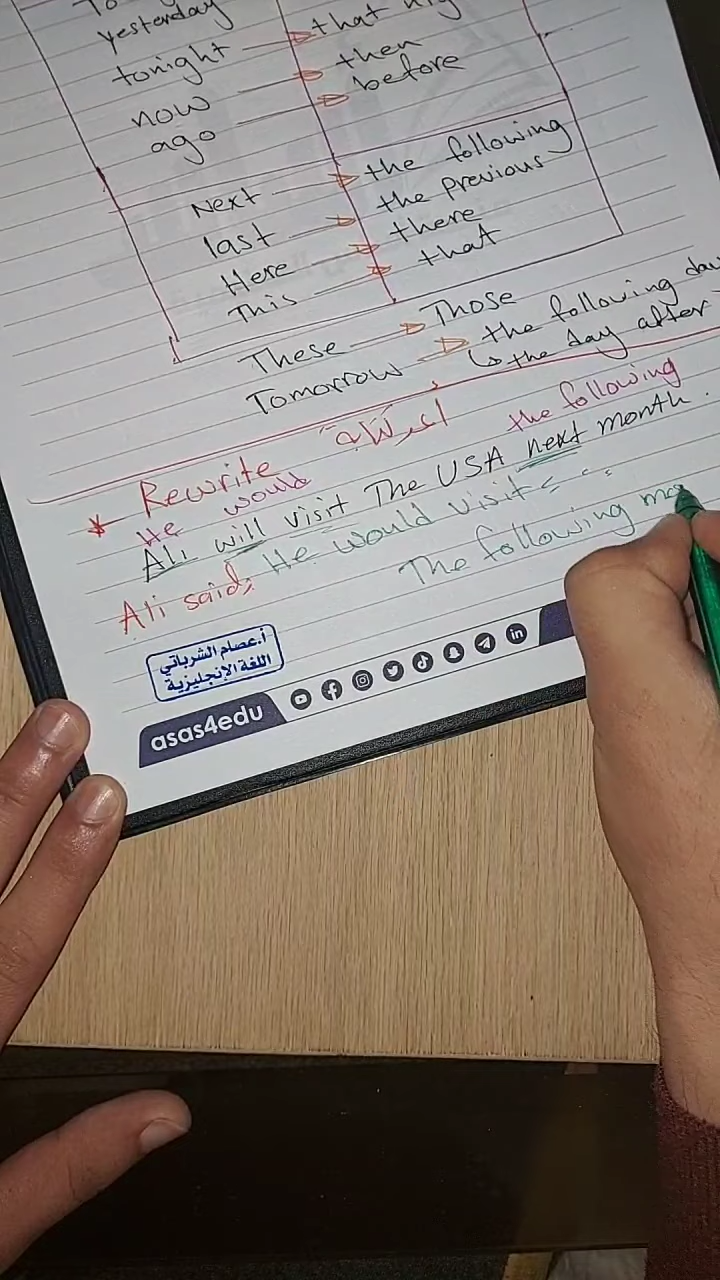 yesterday
tonight that
now then
ago before
Next the following
last the previous
Here there
This that
These Those
Tomorrow the following day
the day after
* Rewrite
He would the following
Ali will visit The USA next month.
Ali said: He would visit
The following mo
أ.عصام الشرباتي
اللغة الإنجليزية
asas4edu